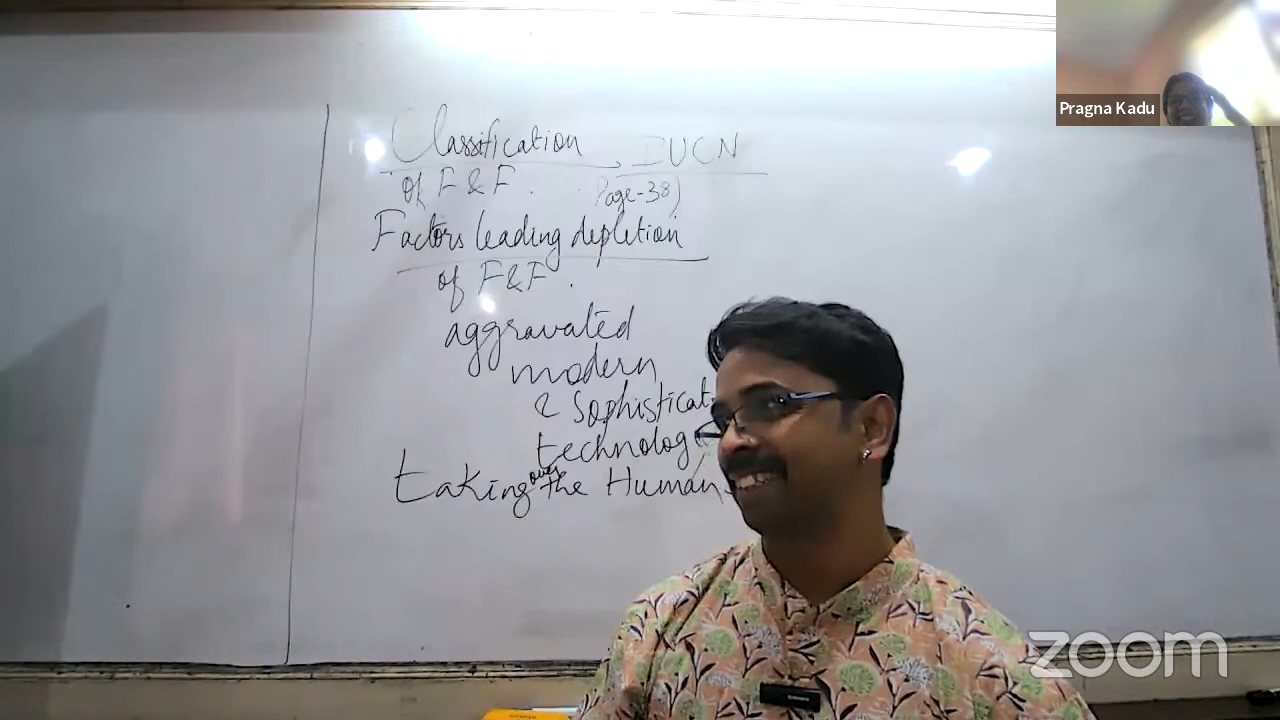 Classification → IUCN
of F & F. Page-38)
Factors leading depletion
of F & F.
aggravated
modern
& Sophisticat
technolog
taking over the Human
Pragna Kadu
zoom